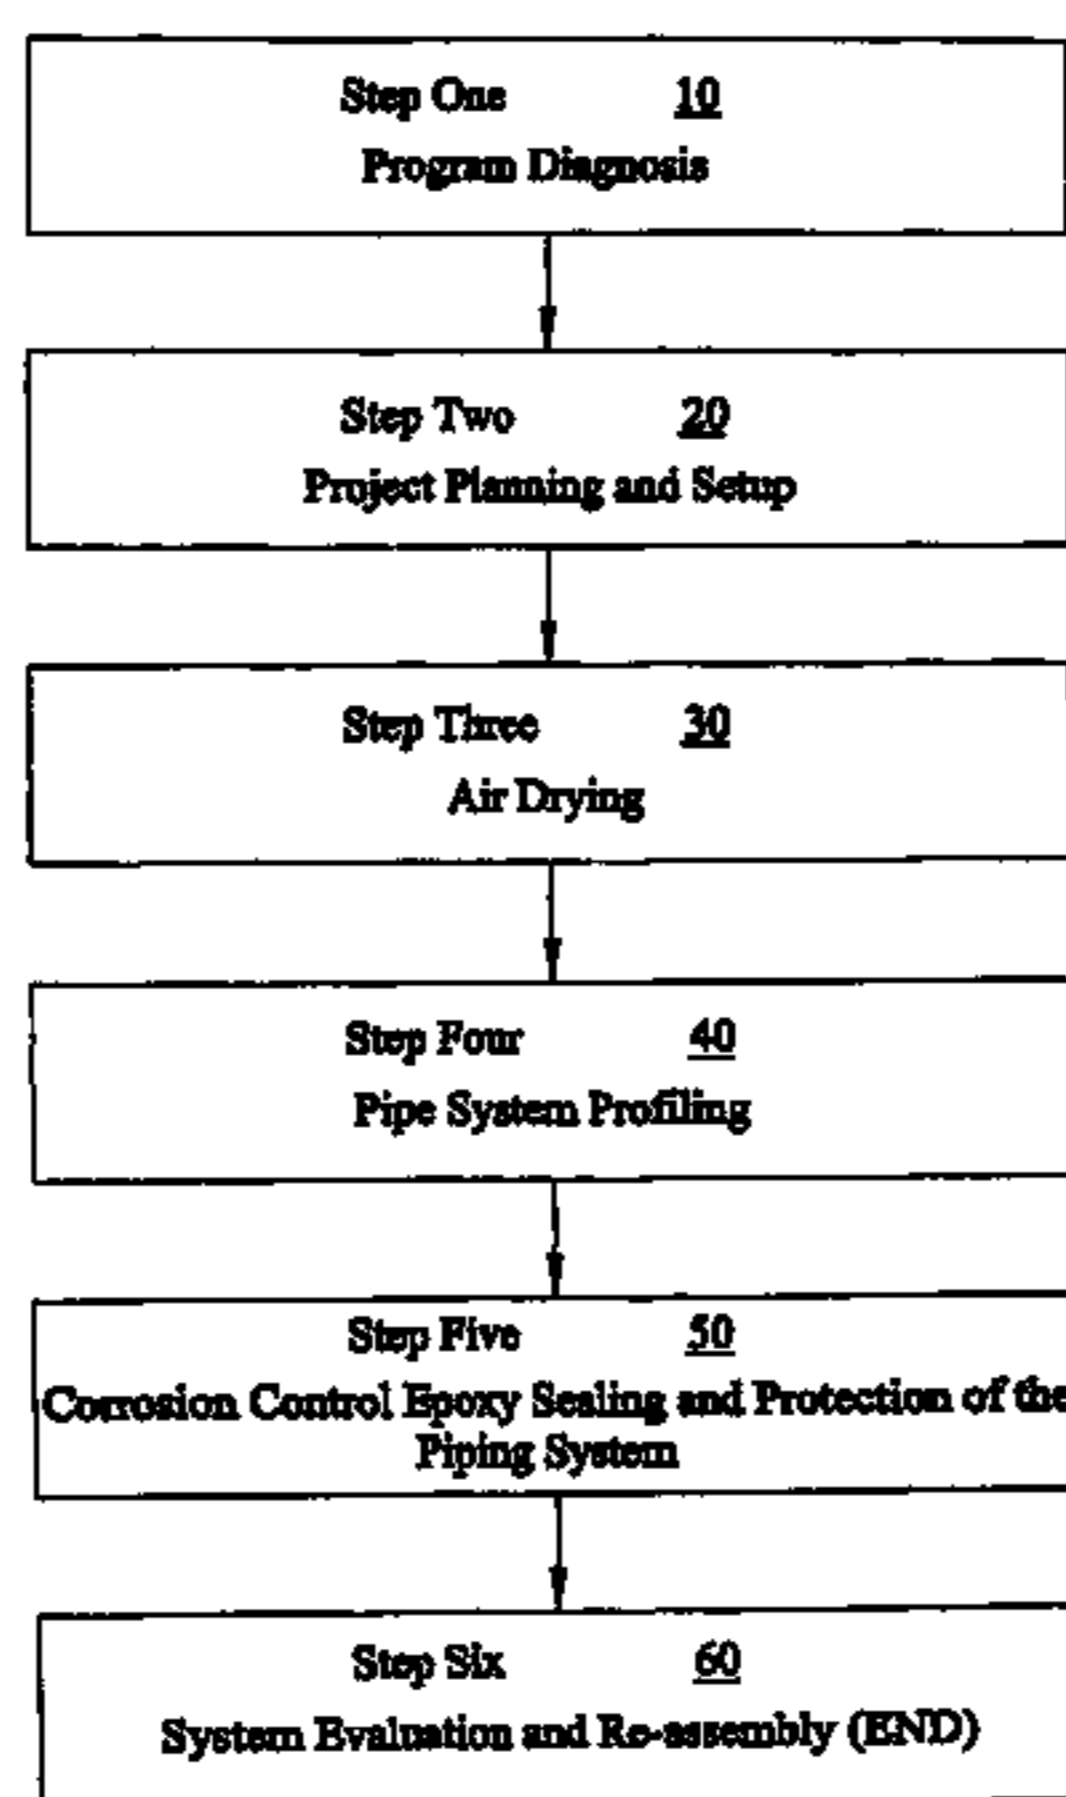 Step One 10
Program Diagnosis
Step Two 20
Project Planning and Setup
Step Three 30
Air Drying
Step Four 40
Pipe System Profiling
Step Five 50
Corrosion Control Epoxy Sealing and Protection of the
Piping System
Step Six 60
System Evaluation and Re-assembly (END)